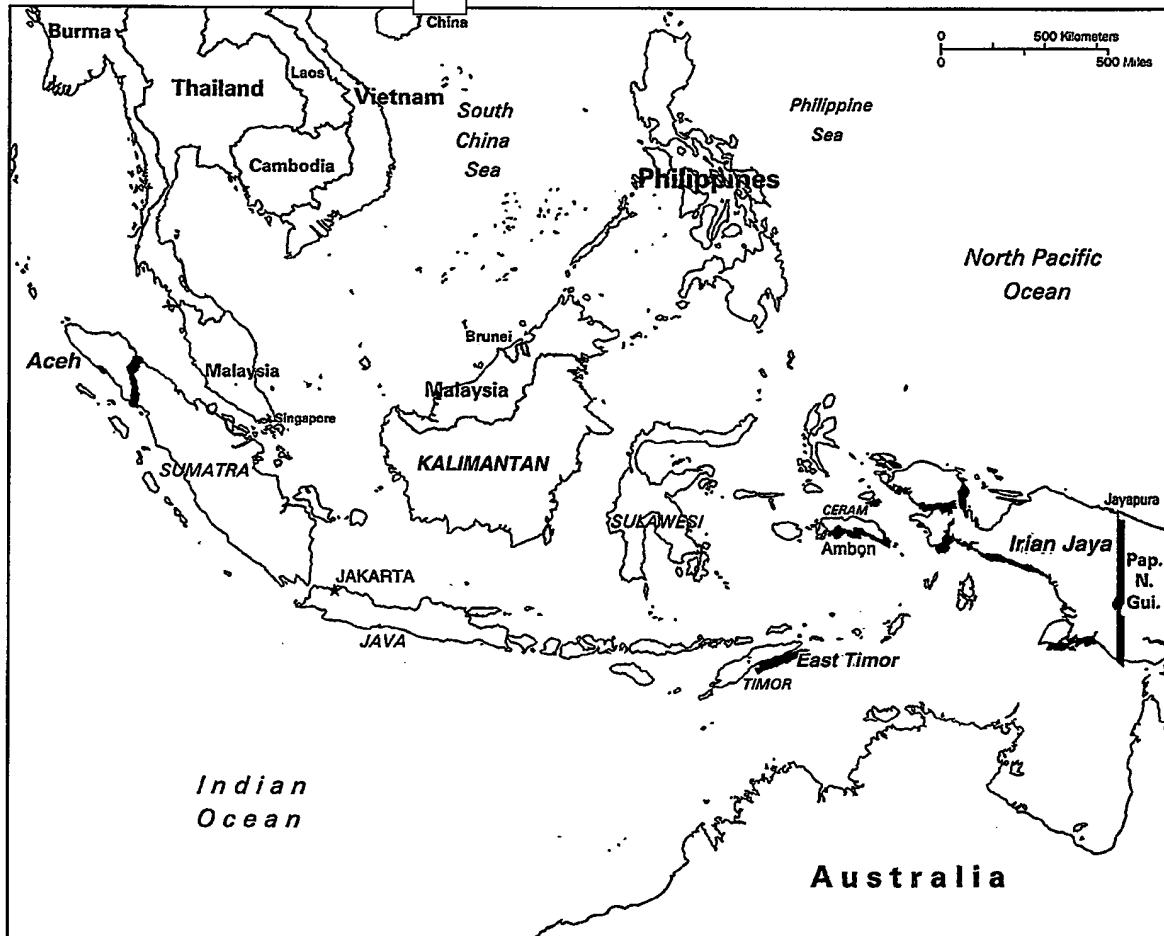 China
Burma
0 500 Kilometers
0 500 Miles
Laos
Thailand
Vietnam
South
China
Sea
Philippine
Sea
Cambodia
Philippines
North Pacific
Ocean
Brunei
Aceh
Malaysia
Malaysia
Singapore
SUMATRA
KALIMANTAN
Jayapura
CERAM
SULAWESI
Ambon
Irian Jaya
Pap.
N.
Gui.
JAKARTA
JAVA
East Timor
TIMOR
Indian
Ocean
Australia